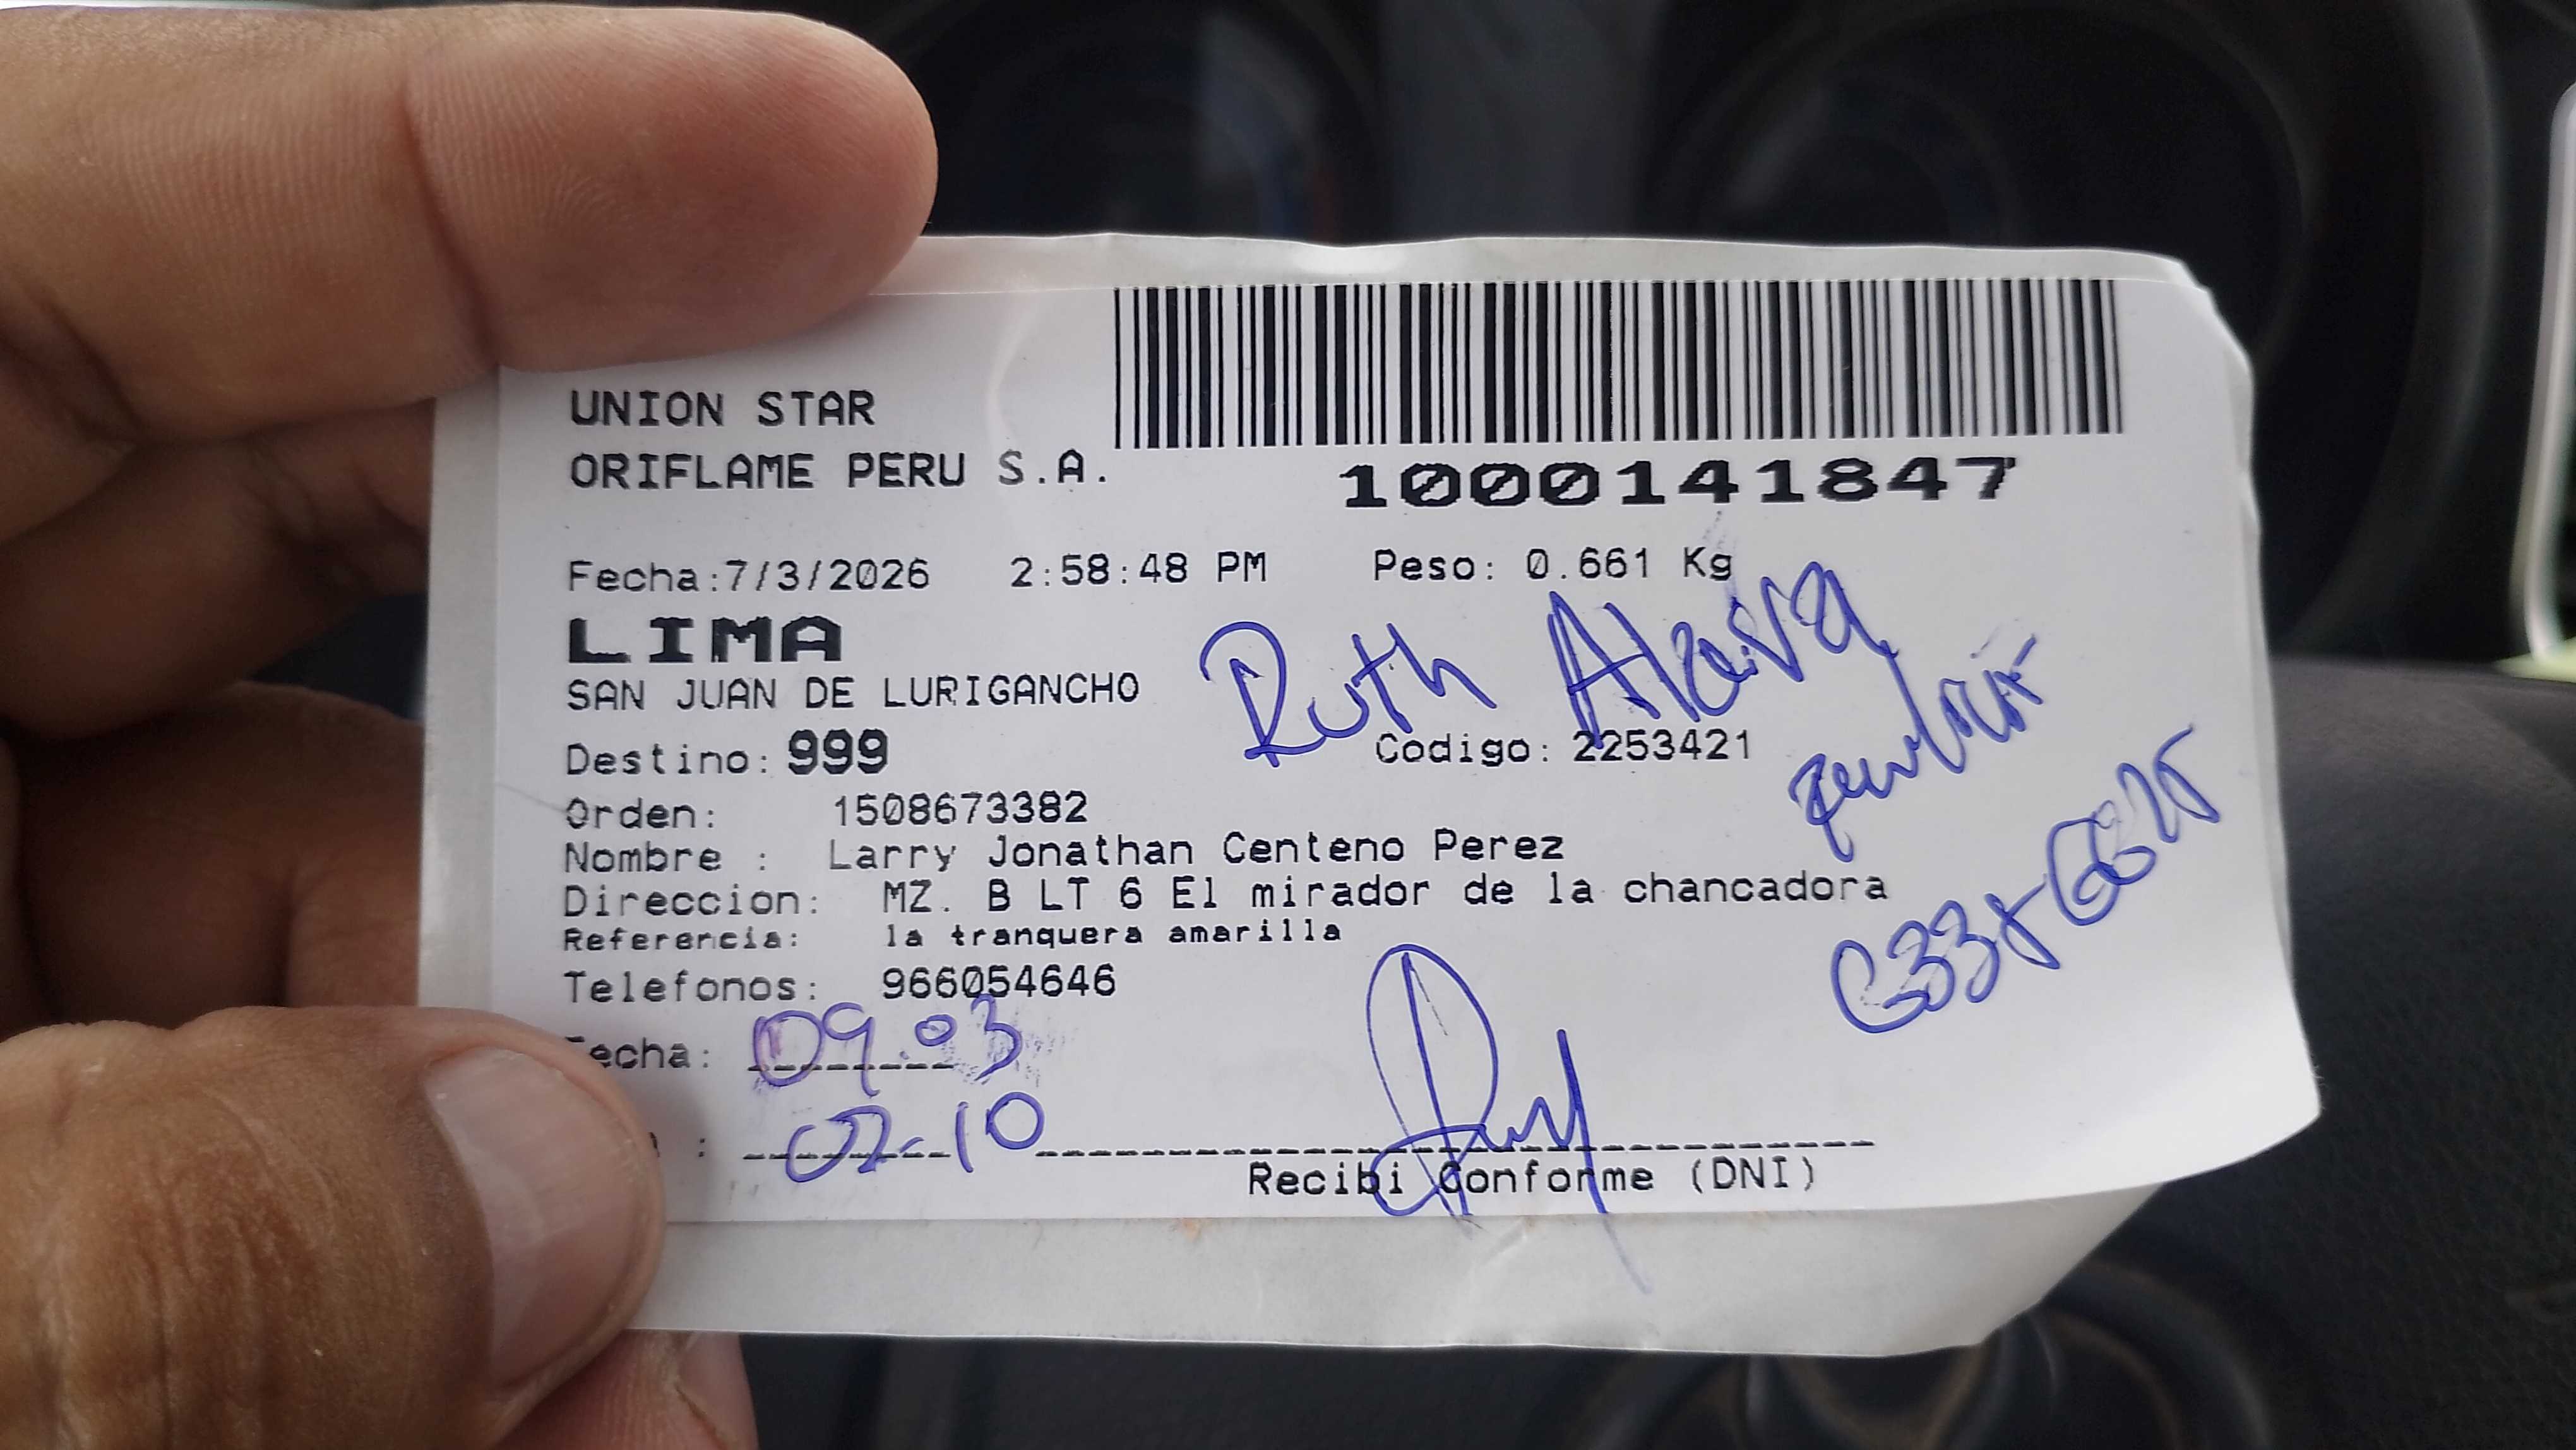 UNION STAR
ORIFLAME PERU S.A.
1000141847
Fecha:7/3/2026 2:58:48 PM Peso: 0.661 Kg
LIMA
SAN JUAN DE LURIGANCHO
Ruth
Destino: 999 Codigo: 2253421
Orden: 1508673382
Nombre : Larry Jonathan Centeno Perez
Direccion: MZ. B LT 6 El mirador de la chancadora
Referencia: la tranquera amarilla
Telefonos: 966054646
echa: 09.03
: 02-10
Recibi Conforme (DNI)